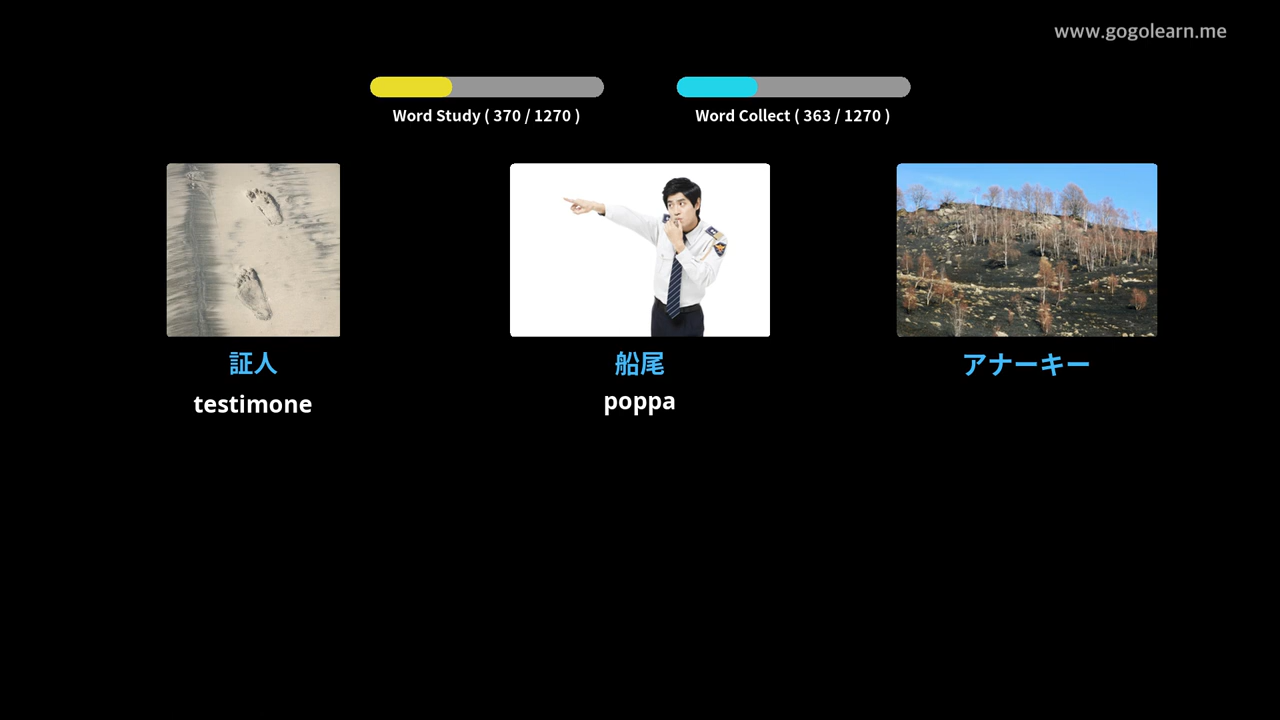 www.gogolearn.me
Word Study ( 370 / 1270 )
Word Collect ( 363 / 1270 )
証人
船尾
アナーキー
testimone
poppa